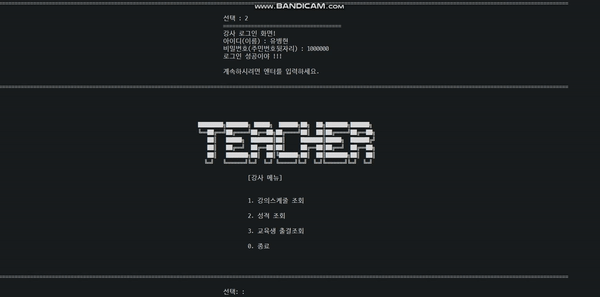 www.BANDICAM.com
선택 : 2
강사 로그인 화면!
아이디(이름) : 유병현
비밀번호(주민번호뒷자리) : 1000000
로그인 성공이야 !!!
계속하시려면 엔터를 입력하세요.
TEACHER
[강사 메뉴]
1. 강의스케줄 조회
2. 성적 조회
3. 교육생 출결조회
0. 종료
선택: :